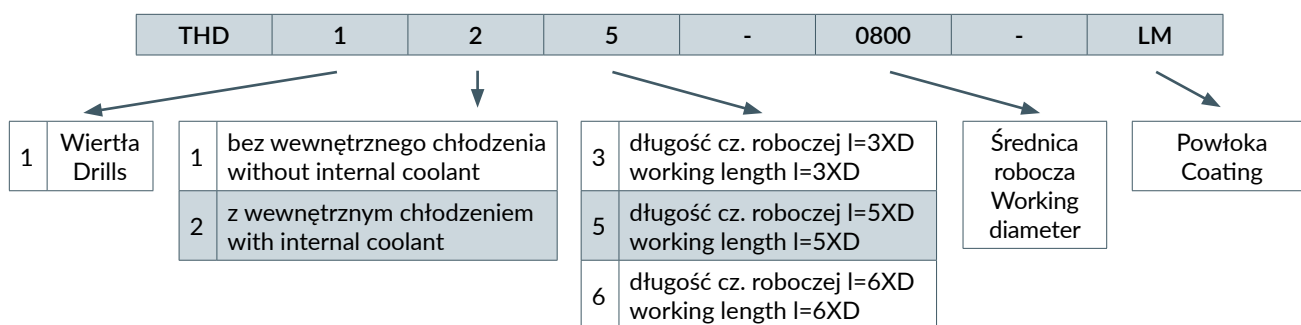 THD 1 2 5 - 0800 - LM
1 Wiertła
Drills
1 bez wewnętrznego chłodzenia
without internal coolant
2 z wewnętrznym chłodzeniem
with internal coolant
3 długość cz. roboczej l=3XD
working length l=3XD
5 długość cz. roboczej l=5XD
working length l=5XD
6 długość cz. roboczej l=6XD
working length l=6XD
Średnica
robocza
Working
diameter
Powłoka
Coating